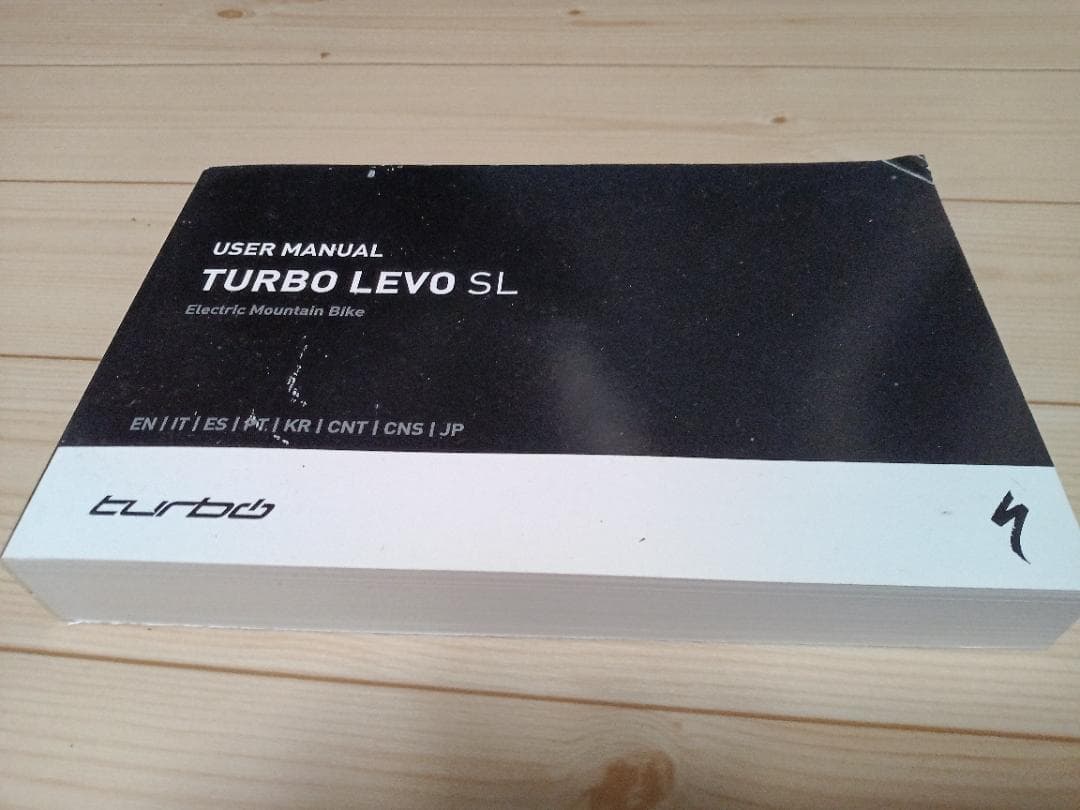 USER MANUAL
TURBO LEVO SL
Electric Mountain Bike
EN | IT | ES | PT | KR | CNT | CNS | JP
turbo